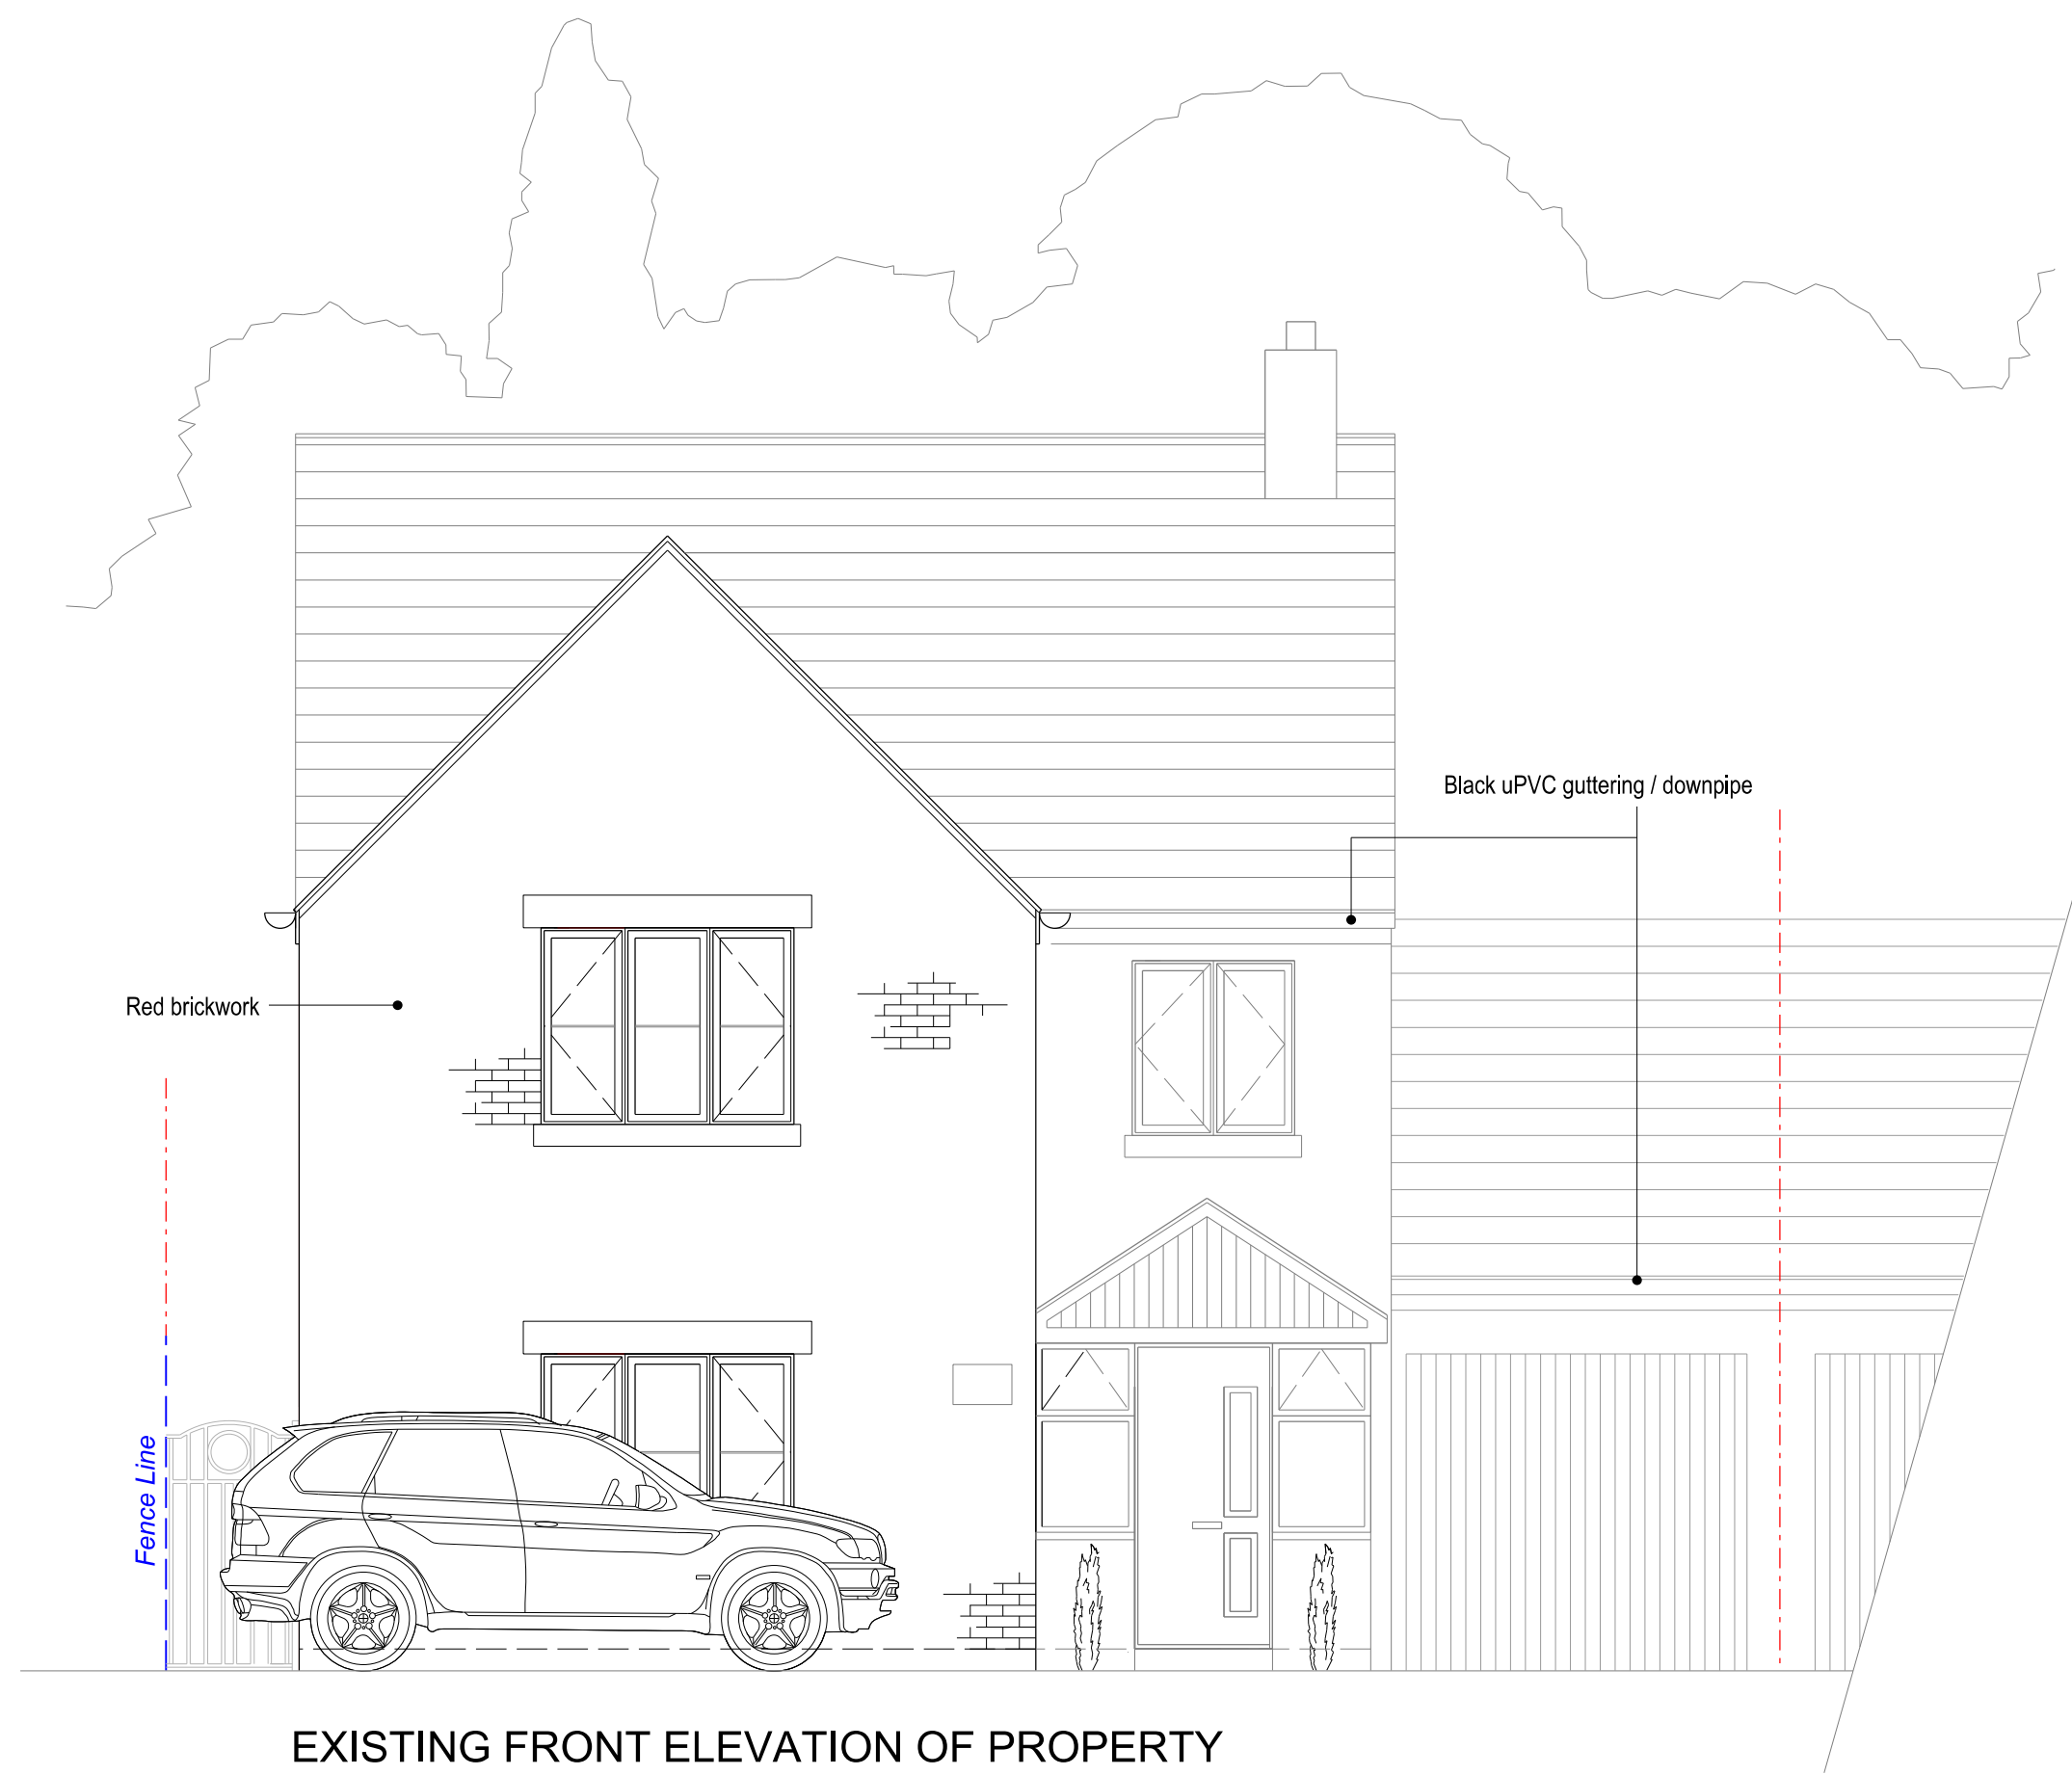 Black uPVC guttering / downpipe
Red brickwork
Fence Line
EXISTING FRONT ELEVATION OF PROPERTY